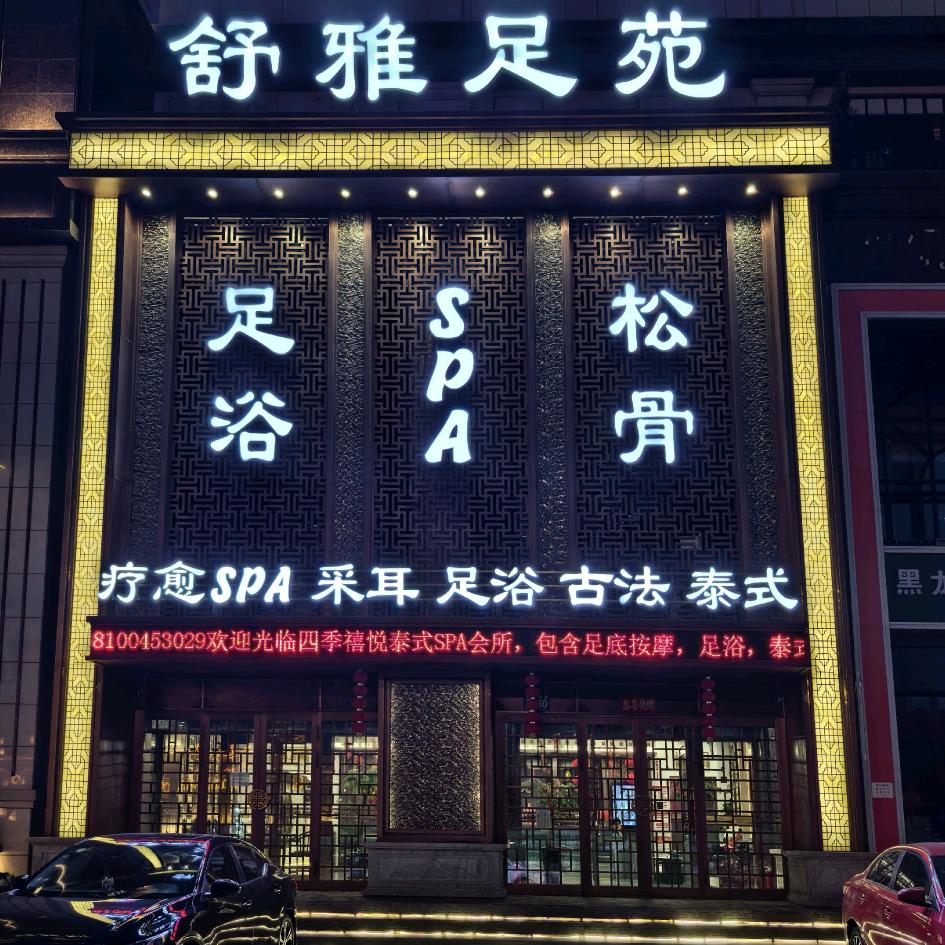 舒雅足苑
足浴
SPA
松骨
疗愈SPA 采耳 足浴 古法 泰式
8100453029欢迎光临四季禧悦泰式SPA会所，包含足底按摩，足浴，泰式
黑龙